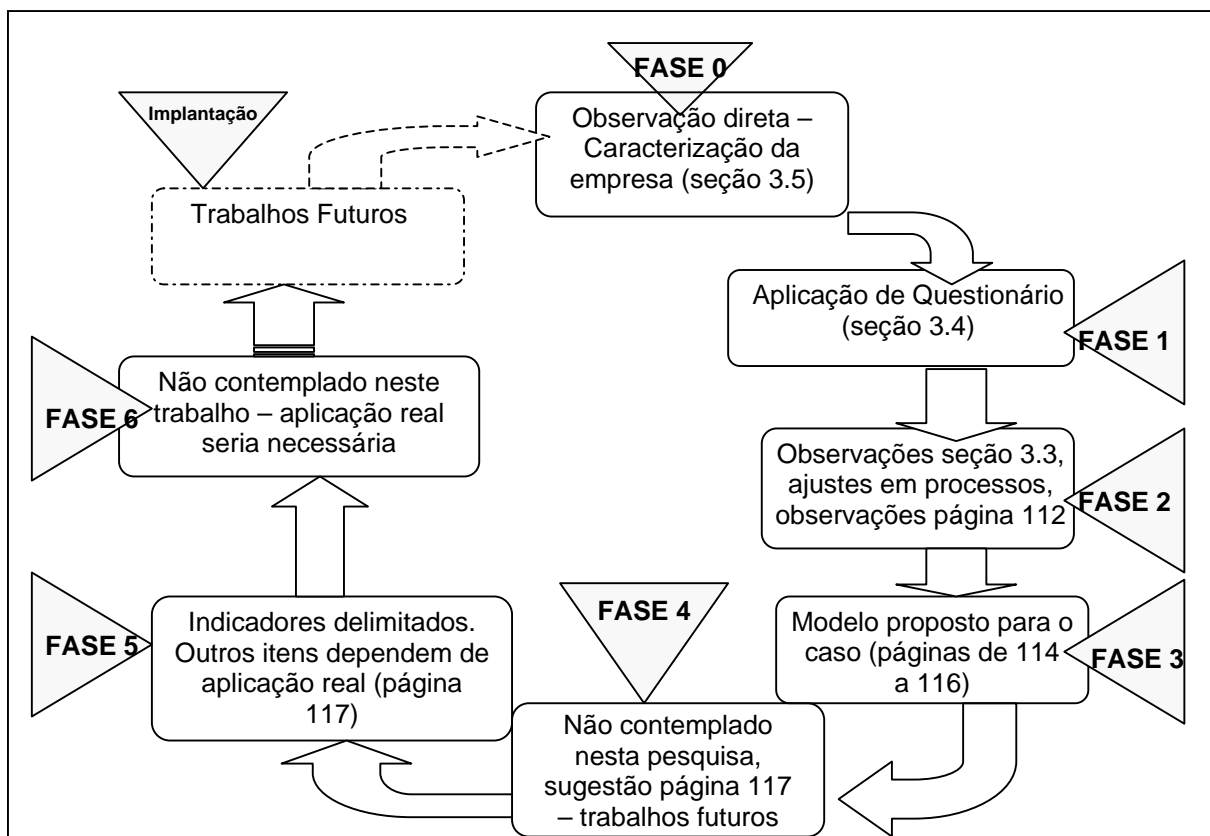 FASE 0
Observação direta –
Caracterização da
empresa (seção 3.5)
Implantação
Trabalhos Futuros
Aplicação de Questionário
(seção 3.4)
FASE 1
Não contemplado neste
trabalho – aplicação real
seria necessária
FASE 6
Observações seção 3.3,
ajustes em processos,
observações página 112
FASE 2
FASE 4
Indicadores delimitados.
Outros itens dependem de
aplicação real (página
117)
FASE 5
Modelo proposto para o
caso (páginas de 114
a 116)
FASE 3
Não contemplado
nesta pesquisa,
sugestão página 117
– trabalhos futuros